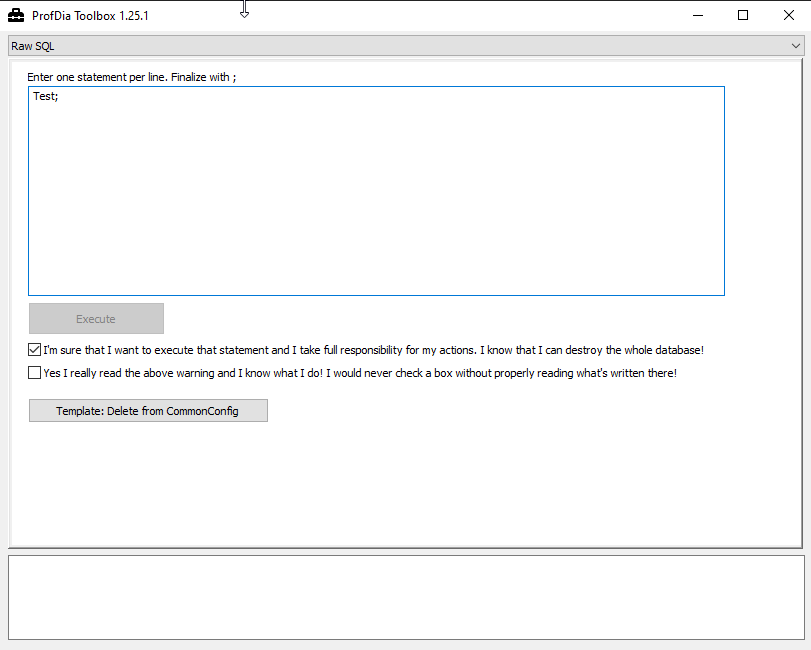 ProfDia Toolbox 1.25.1
Raw SQL
Enter one statement per line. Finalize with ;
Test;
Execute
I'm sure that I want to execute that statement and I take full responsibility for my actions. I know that I can destroy the whole database!
Yes I really read the above warning and I know what I do! I would never check a box without properly reading what's written there!
Template: Delete from CommonConfig